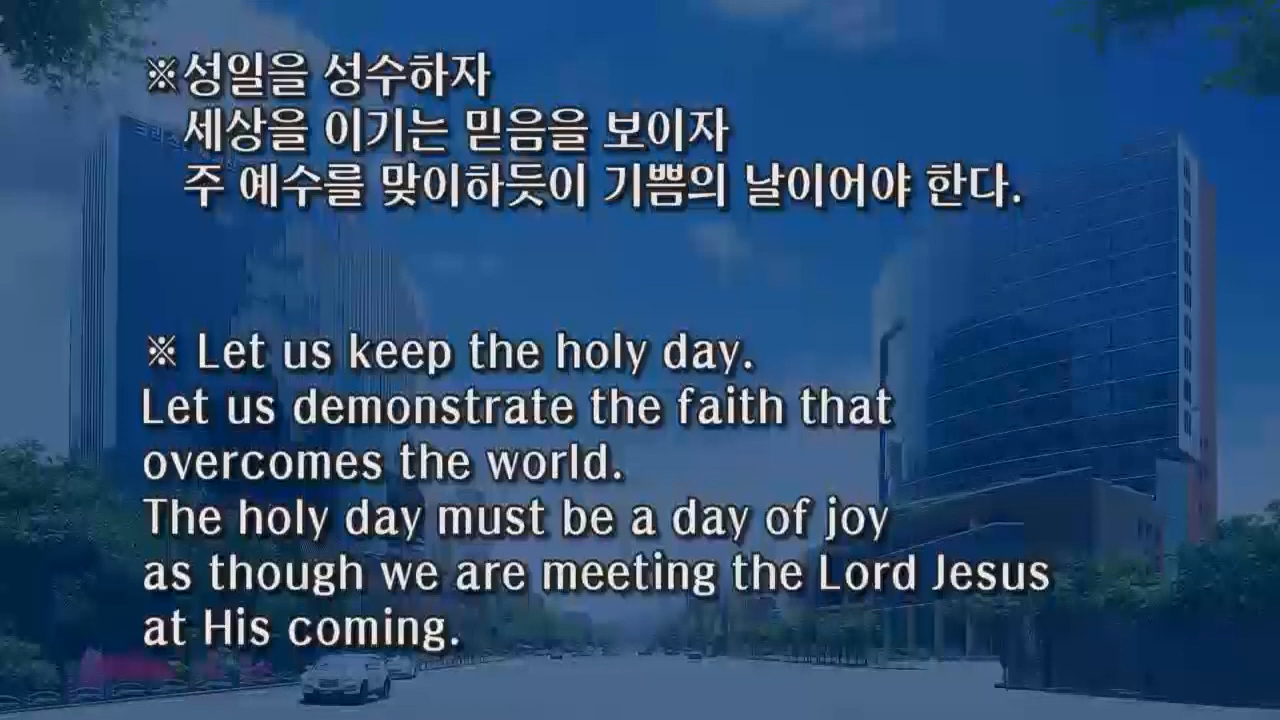 ※성일을 성수하자
세상을 이기는 믿음을 보이자
주 예수를 맞이하듯이 기쁨의 날이어야 한다.
※ Let us keep the holy day.
Let us demonstrate the faith that
overcomes the world.
The holy day must be a day of joy
as though we are meeting the Lord Jesus
at His coming.